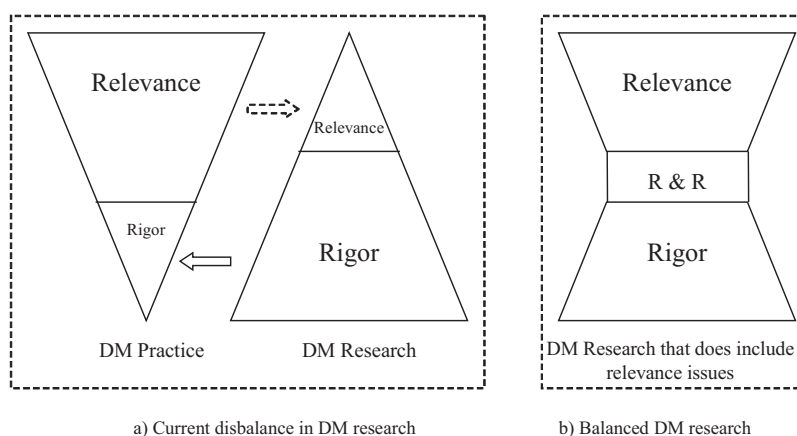 Relevance
Rigor
DM Practice
Relevance
Rigor
DM Research
a) Current disbalance in DM research
Relevance
R & R
Rigor
DM Research that does include
relevance issues
b) Balanced DM research